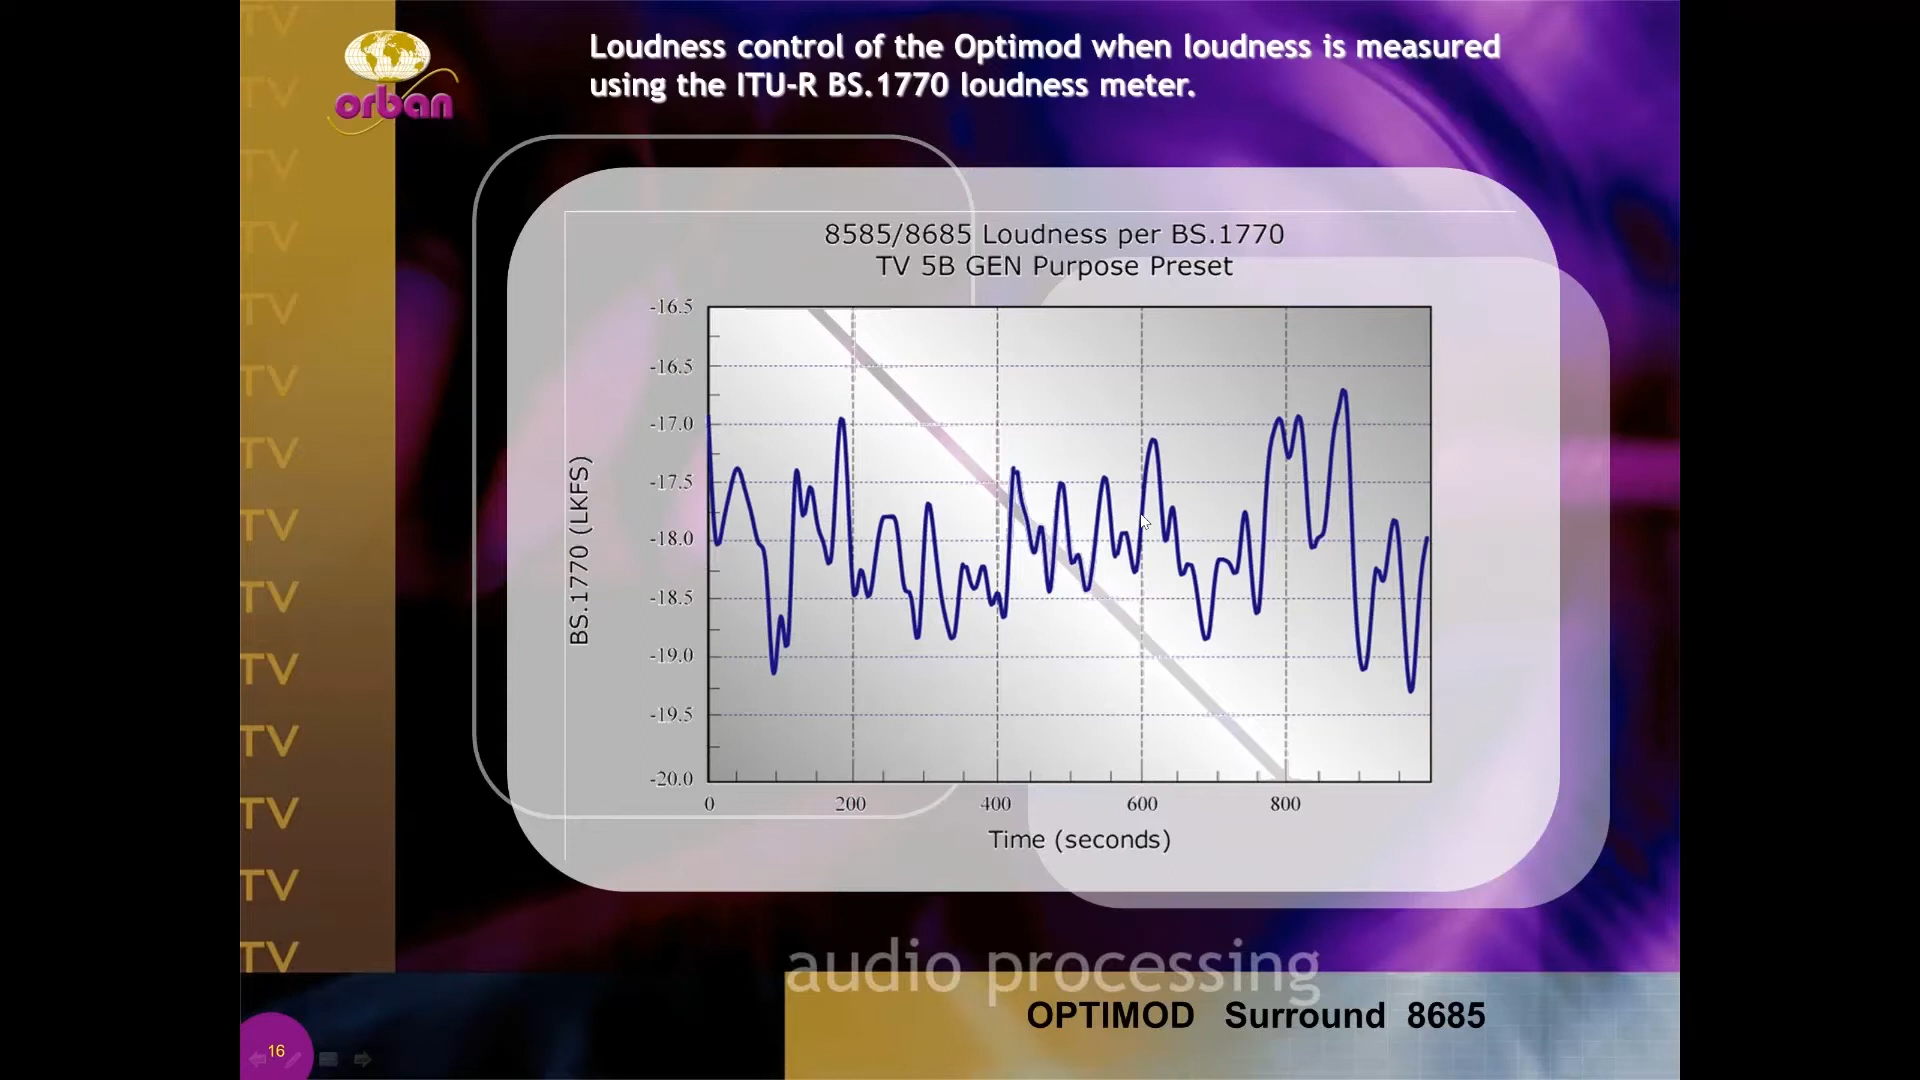 orban
Loudness control of the Optimod when loudness is measured
using the ITU-R BS.1770 loudness meter.
TV
TV
TV
TV
TV
TV
TV
TV
TV
TV
TV
TV
TV
TV
8585/8685 Loudness per BS.1770
TV 5B GEN Purpose Preset
BS.1770 (LKFS)
-16.5
-16.5
-17.0
-17.5
-18.0
-18.5
-19.0
-19.5
-20.0
0 200 400 600 800
Time (seconds)
audio processing
OPTIMOD Surround 8685
16